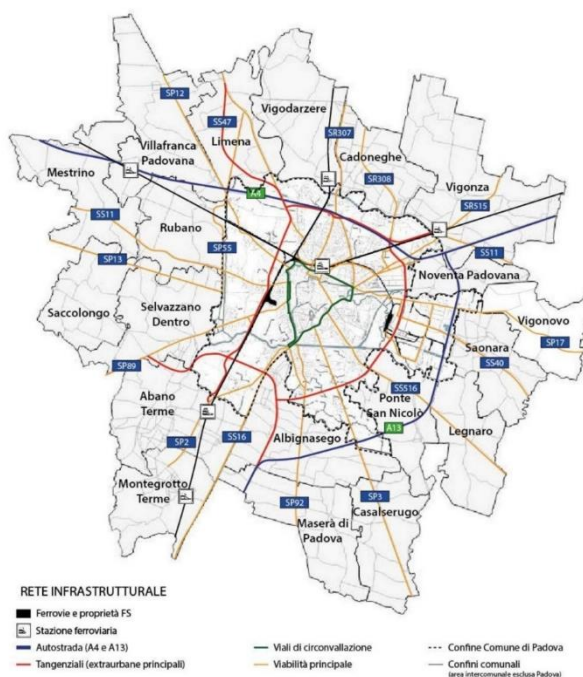 SP12
SS47
Vigodarzere
SR307
Villafranca
Padovana
Limena
Cadoneghe
Mestrino
SR308
Vigonza
A4
SR515
SS11
Rubano
SP55
SS11
SP13
Noventa Padovana
Saccolongo
Selvazzano
Dentro
Vigonovo
Saonara
SP17
SP89
SS40
Abano
Terme
SS516
Ponte
San Nicolò
SP2
SS16
Albignasego
A13
Legnaro
Montegrotto
Terme
SP92
SP3
Maserà di
Padova
Casalserugo
RETE INFRASTRUTTURALE
Ferrovie e proprietà FS
Stazione ferroviaria
Autostrada (A4 e A13)
Viali di circonvallazione
Confine Comune di Padova
Tangenziali (extraurbane principali)
Viabilità principale
Confini comunali
(area intercomunale esclusa Padova)